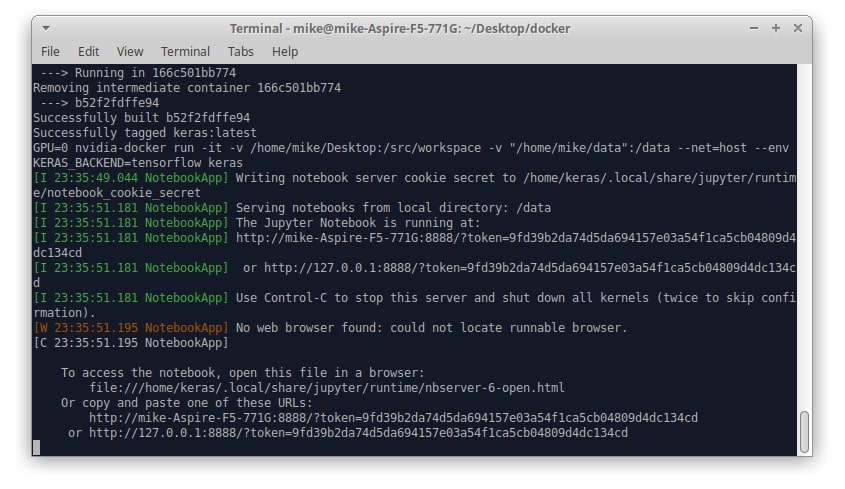 Terminal - mike@mike-Aspire-F5-771G: ~/Desktop/docker
File Edit View Terminal Tabs Help
---> Running in 166c501bb774
Removing intermediate container 166c501bb774
---> b52f2fdffe94
Successfully built b52f2fdffe94
Successfully tagged keras:latest
GPU=0 nvidia-docker run -it -v /home/mike/Desktop:/src/workspace -v "/home/mike/data":/data --net=host --env
KERAS_BACKEND=tensorflow keras
[I 23:35:49.044 NotebookApp] Writing notebook server cookie secret to /home/keras/.local/share/jupyter/runtim
e/notebook_cookie_secret
[I 23:35:51.181 NotebookApp] Serving notebooks from local directory: /data
[I 23:35:51.181 NotebookApp] The Jupyter Notebook is running at:
[I 23:35:51.181 NotebookApp] http://mike-Aspire-F5-771G:8888/?token=9fd39b2da74d5da694157e03a54f1ca5cb04809d4
dc134cd
[I 23:35:51.181 NotebookApp]  or http://127.0.0.1:8888/?token=9fd39b2da74d5da694157e03a54f1ca5cb04809d4dc134c
d
[I 23:35:51.181 NotebookApp] Use Control-C to stop this server and shut down all kernels (twice to skip confi
rmation).
[W 23:35:51.195 NotebookApp] No web browser found: could not locate runnable browser.
[C 23:35:51.195 NotebookApp]
To access the notebook, open this file in a browser:
file:///home/keras/.local/share/jupyter/runtime/nbserver-6-open.html
Or copy and paste one of these URLs:
http://mike-Aspire-F5-771G:8888/?token=9fd39b2da74d5da694157e03a54f1ca5cb04809d4dc134cd
or http://127.0.0.1:8888/?token=9fd39b2da74d5da694157e03a54f1ca5cb04809d4dc134cd